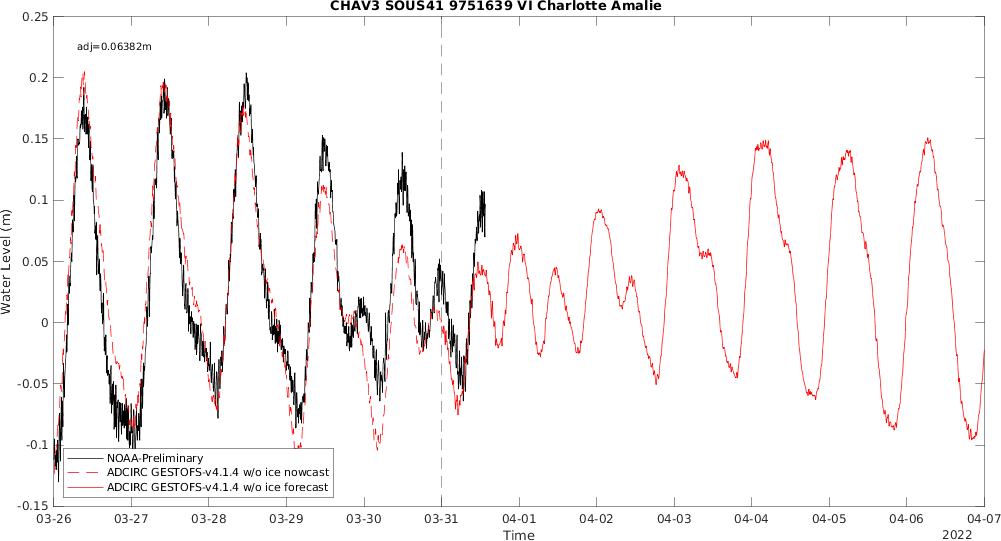 CHAV3 SOUS41 9751639 VI Charlotte Amalie
0.25
adj=0.06382m
0.2
0.15
0.1
0.05
0
-0.05
-0.1
-0.15
Water Level (m)
NOAA-Preliminary
ADCIRC GESTOFS-v4.1.4 w/o ice nowcast
ADCIRC GESTOFS-v4.1.4 w/o ice forecast
03-26 03-27 03-28 03-29 03-30 03-31 04-01 04-02 04-03 04-04 04-05 04-06 04-07
Time
2022